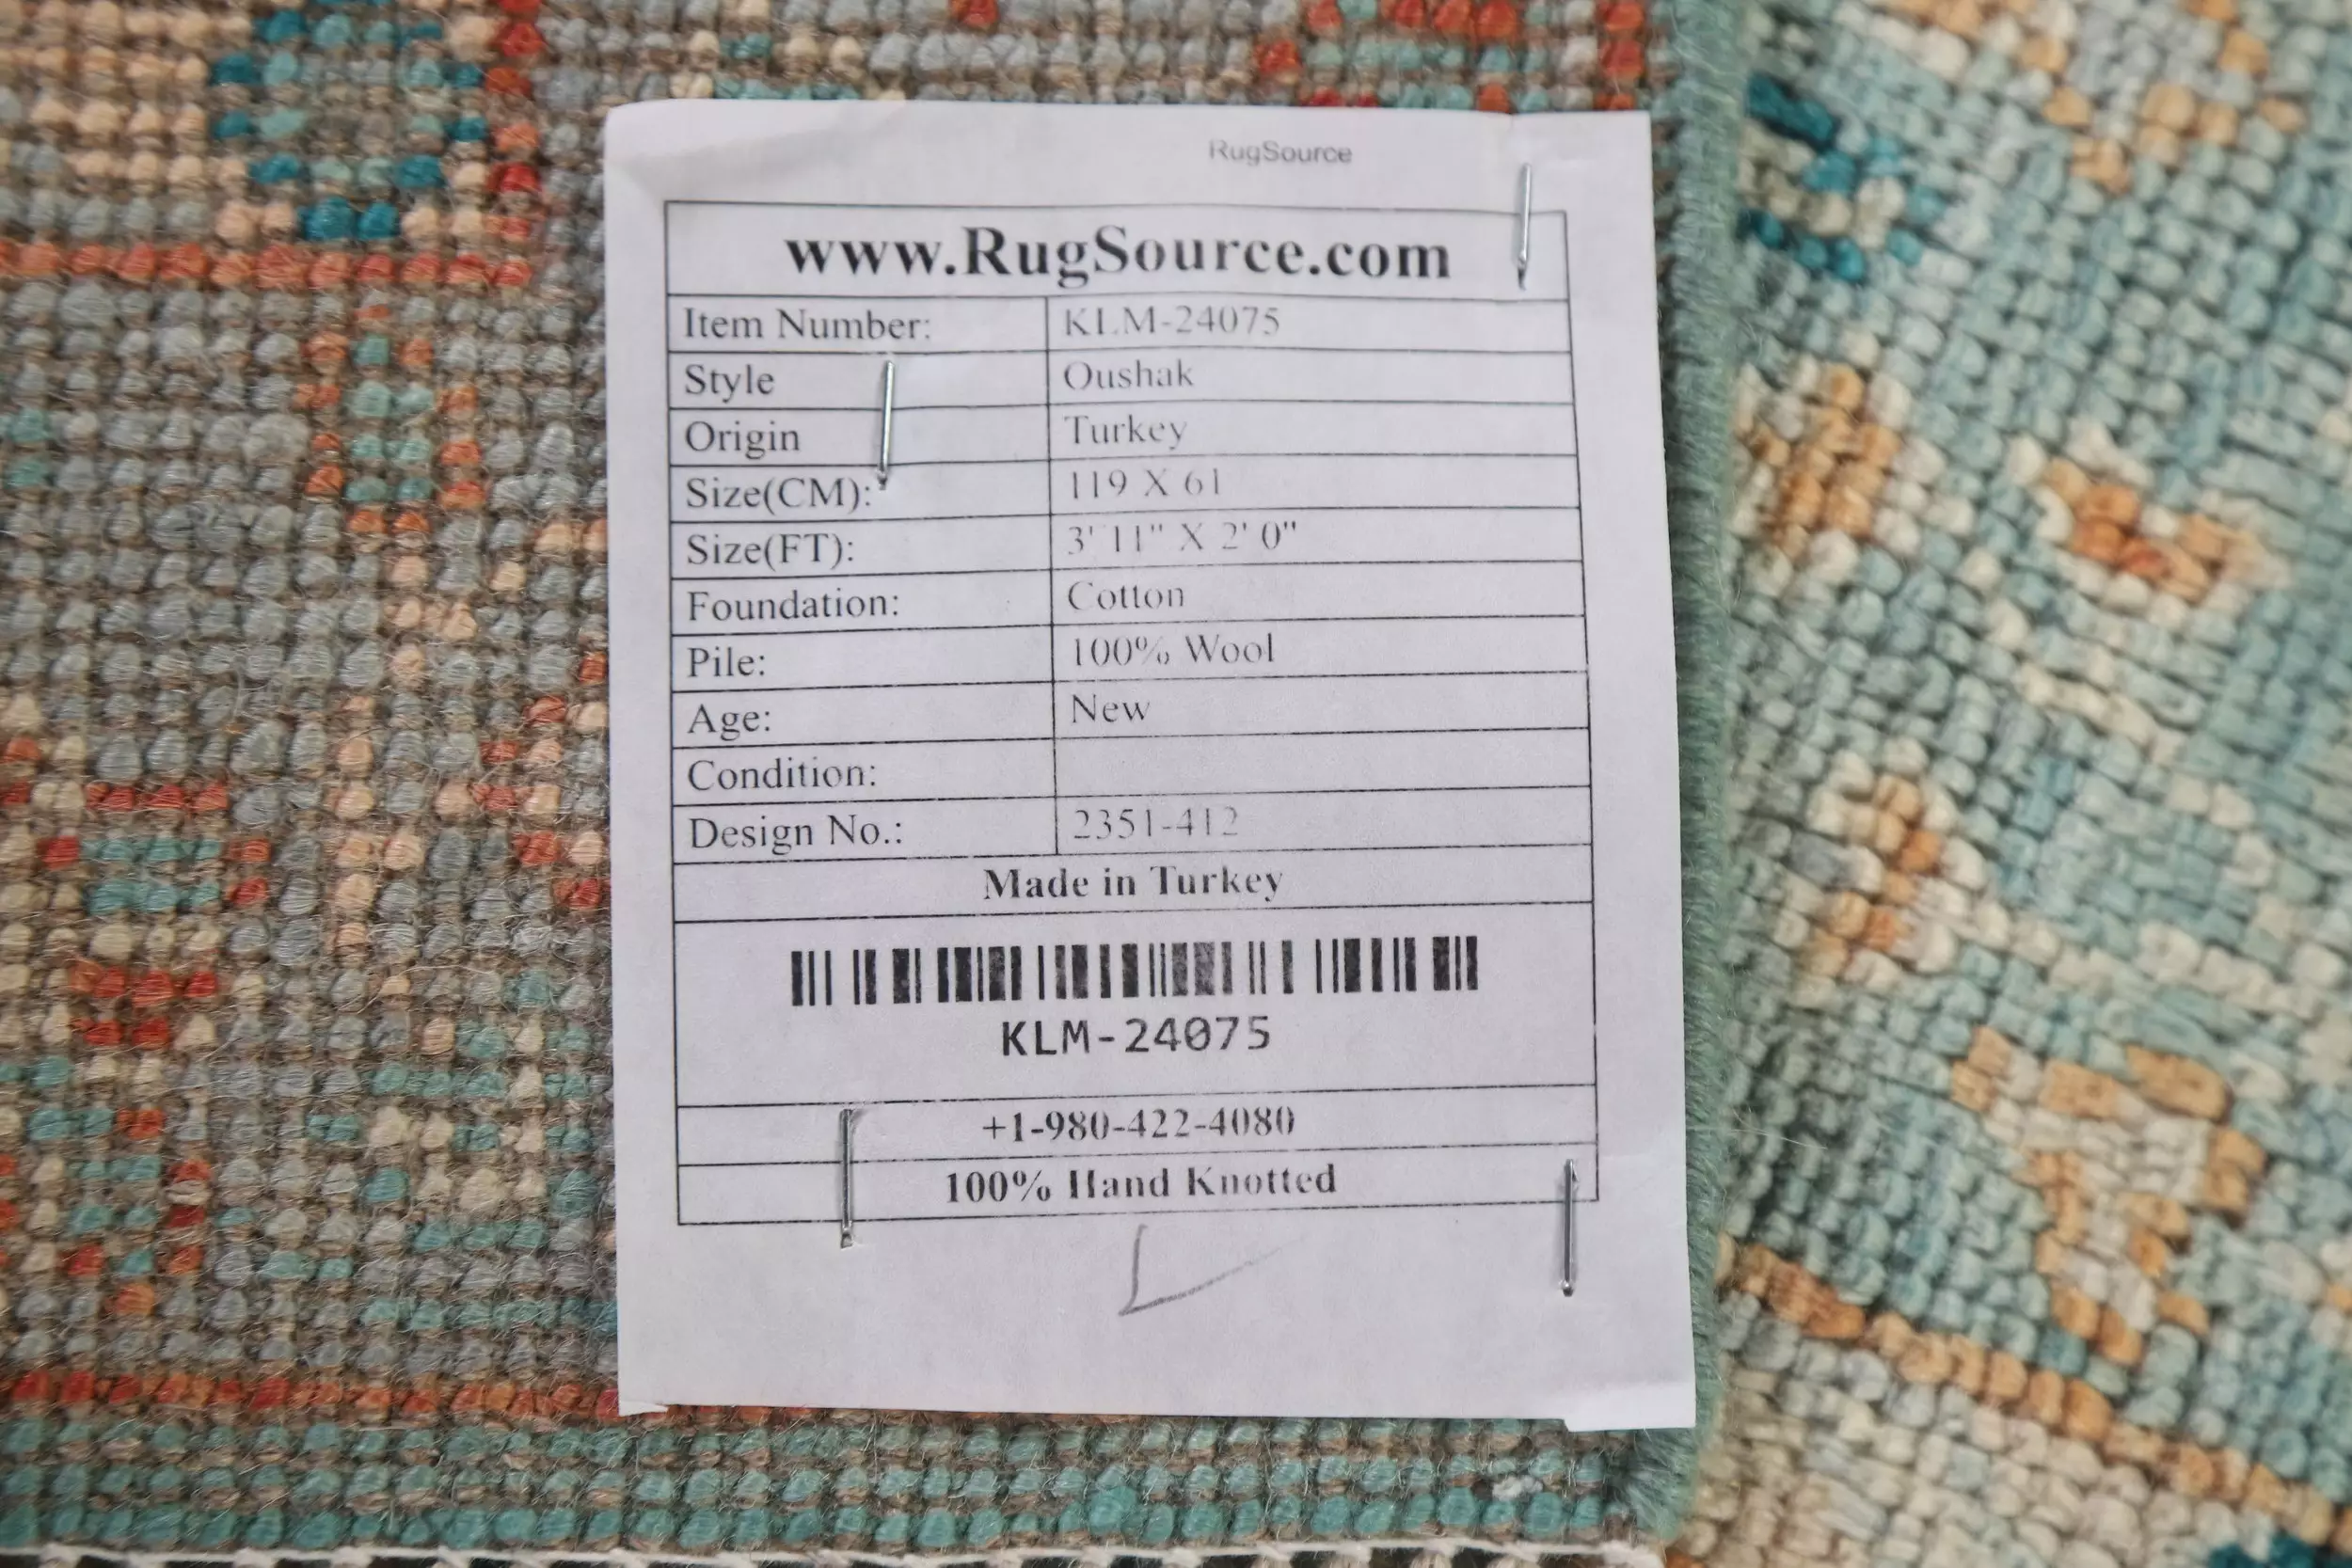 RugSource
www.RugSource.com
Item Number: KLM-24075
Style Oushak
Origin Turkey
Size(CM): 119 X 61
Size(FT): 3' 11" X 2' 0"
Foundation: Cotton
Pile: 100% Wool
Age: New
Condition:
Design No.: 2351-412
Made in Turkey
KLM-24075
+1-980-422-4080
100% Hand Knotted